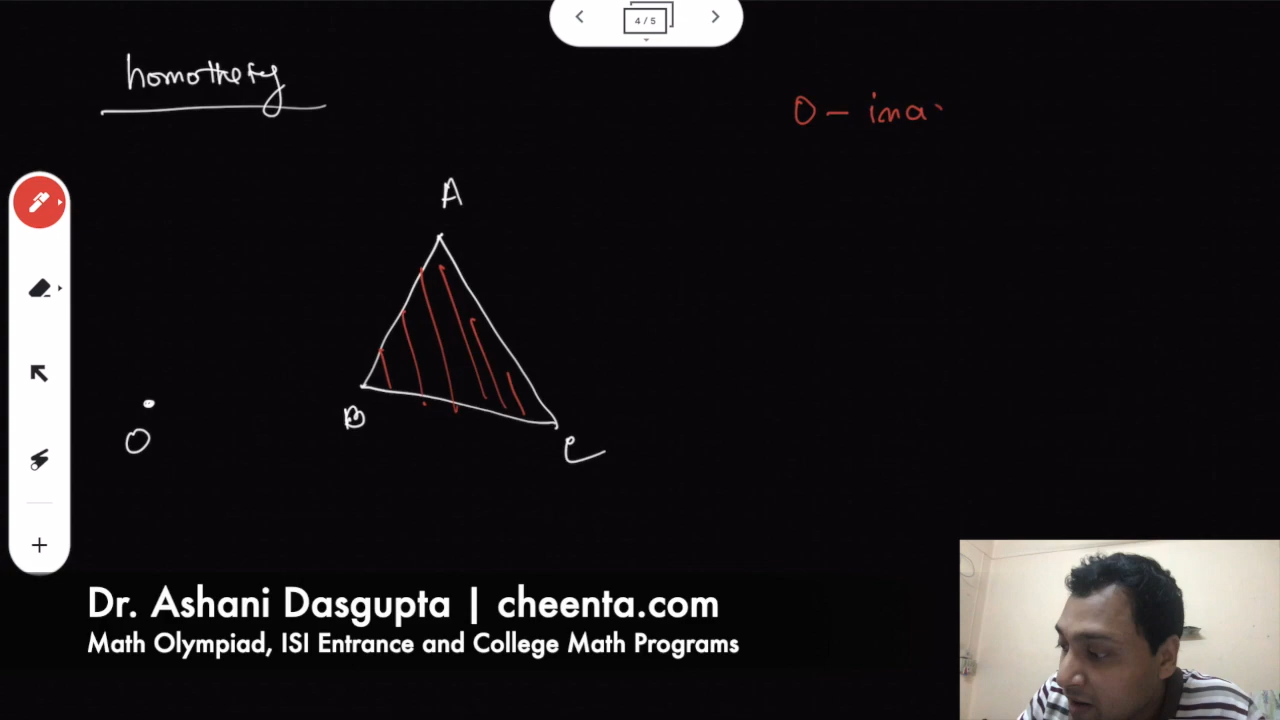 homothety
4 / 5
O - ima
A
B
C
O
Dr. Ashani Dasgupta | cheenta.com
Math Olympiad, ISI Entrance and College Math Programs